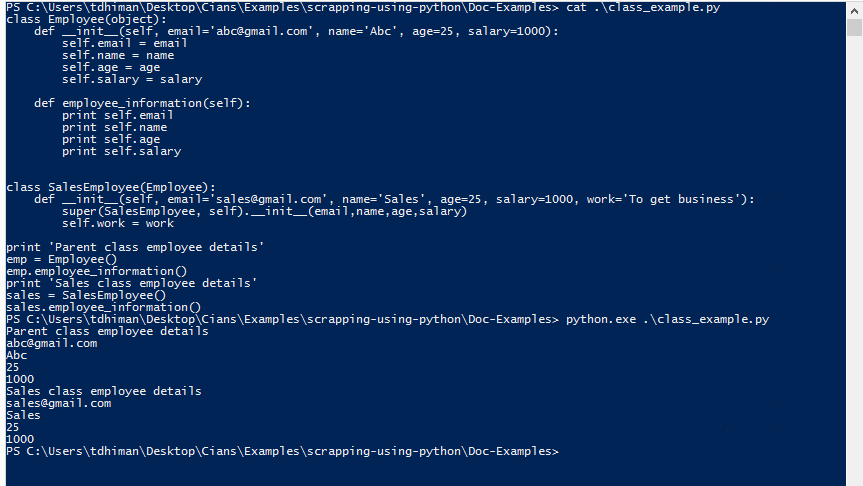 PS C:\Users\tdhiman\Desktop\Cians\Examples\scrapping-using-python\Doc-Examples> cat .\class_example.py
class Employee(object):
    def __init__(self, email='abc@gmail.com', name='Abc', age=25, salary=1000):
        self.email = email
        self.name = name
        self.age = age
        self.salary = salary

    def employee_information(self):
        print self.email
        print self.name
        print self.age
        print self.salary


class SalesEmployee(Employee):
    def __init__(self, email='sales@gmail.com', name='Sales', age=25, salary=1000, work='To get business'):
        super(SalesEmployee, self).__init__(email,name,age,salary)
        self.work = work

print 'Parent class employee details'
emp = Employee()
emp.employee_information()
print 'Sales class employee details'
sales = SalesEmployee()
sales.employee_information()
PS C:\Users\tdhiman\Desktop\Cians\Examples\scrapping-using-python\Doc-Examples> python.exe .\class_example.py
Parent class employee details
abc@gmail.com
Abc
25
1000
Sales class employee details
sales@gmail.com
Sales
25
1000
PS C:\Users\tdhiman\Desktop\Cians\Examples\scrapping-using-python\Doc-Examples>